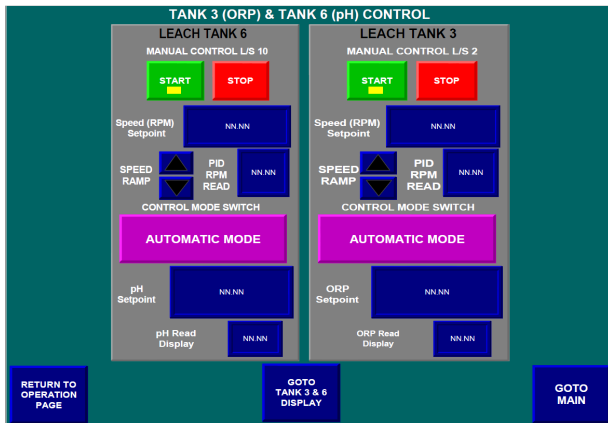 TANK 3 (ORP) & TANK 6 (pH) CONTROL
LEACH TANK 6
MANUAL CONTROL L/S 10
START
STOP
Speed (RPM)
Setpoint
NN.NN
SPEED
RAMP
PID
RPM
READ
NN.NN
CONTROL MODE SWITCH
AUTOMATIC MODE
pH
Setpoint
NN.NN
pH Read
Display
NN.NN
LEACH TANK 3
MANUAL CONTROL L/S 2
START
STOP
Speed (RPM)
Setpoint
NN.NN
SPEED
RAMP
PID
RPM
READ
NN.NN
CONTROL MODE SWITCH
AUTOMATIC MODE
ORP
Setpoint
NN.NN
ORP Read
Display
NN.NN
RETURN TO
OPERATION
PAGE
GOTO
TANK 3 & 6
DISPLAY
GOTO
MAIN